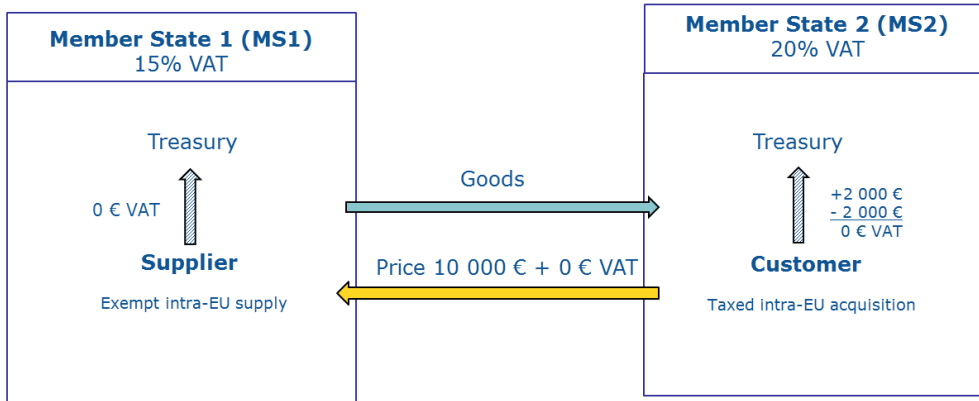 Member State 1 (MS1)
15% VAT
Treasury
0 € VAT
Supplier
Exempt intra-EU supply
Goods
Price 10 000 € + 0 € VAT
Member State 2 (MS2)
20% VAT
Treasury
+2 000 €
- 2 000 €
0 € VAT
Customer
Taxed intra-EU acquisition